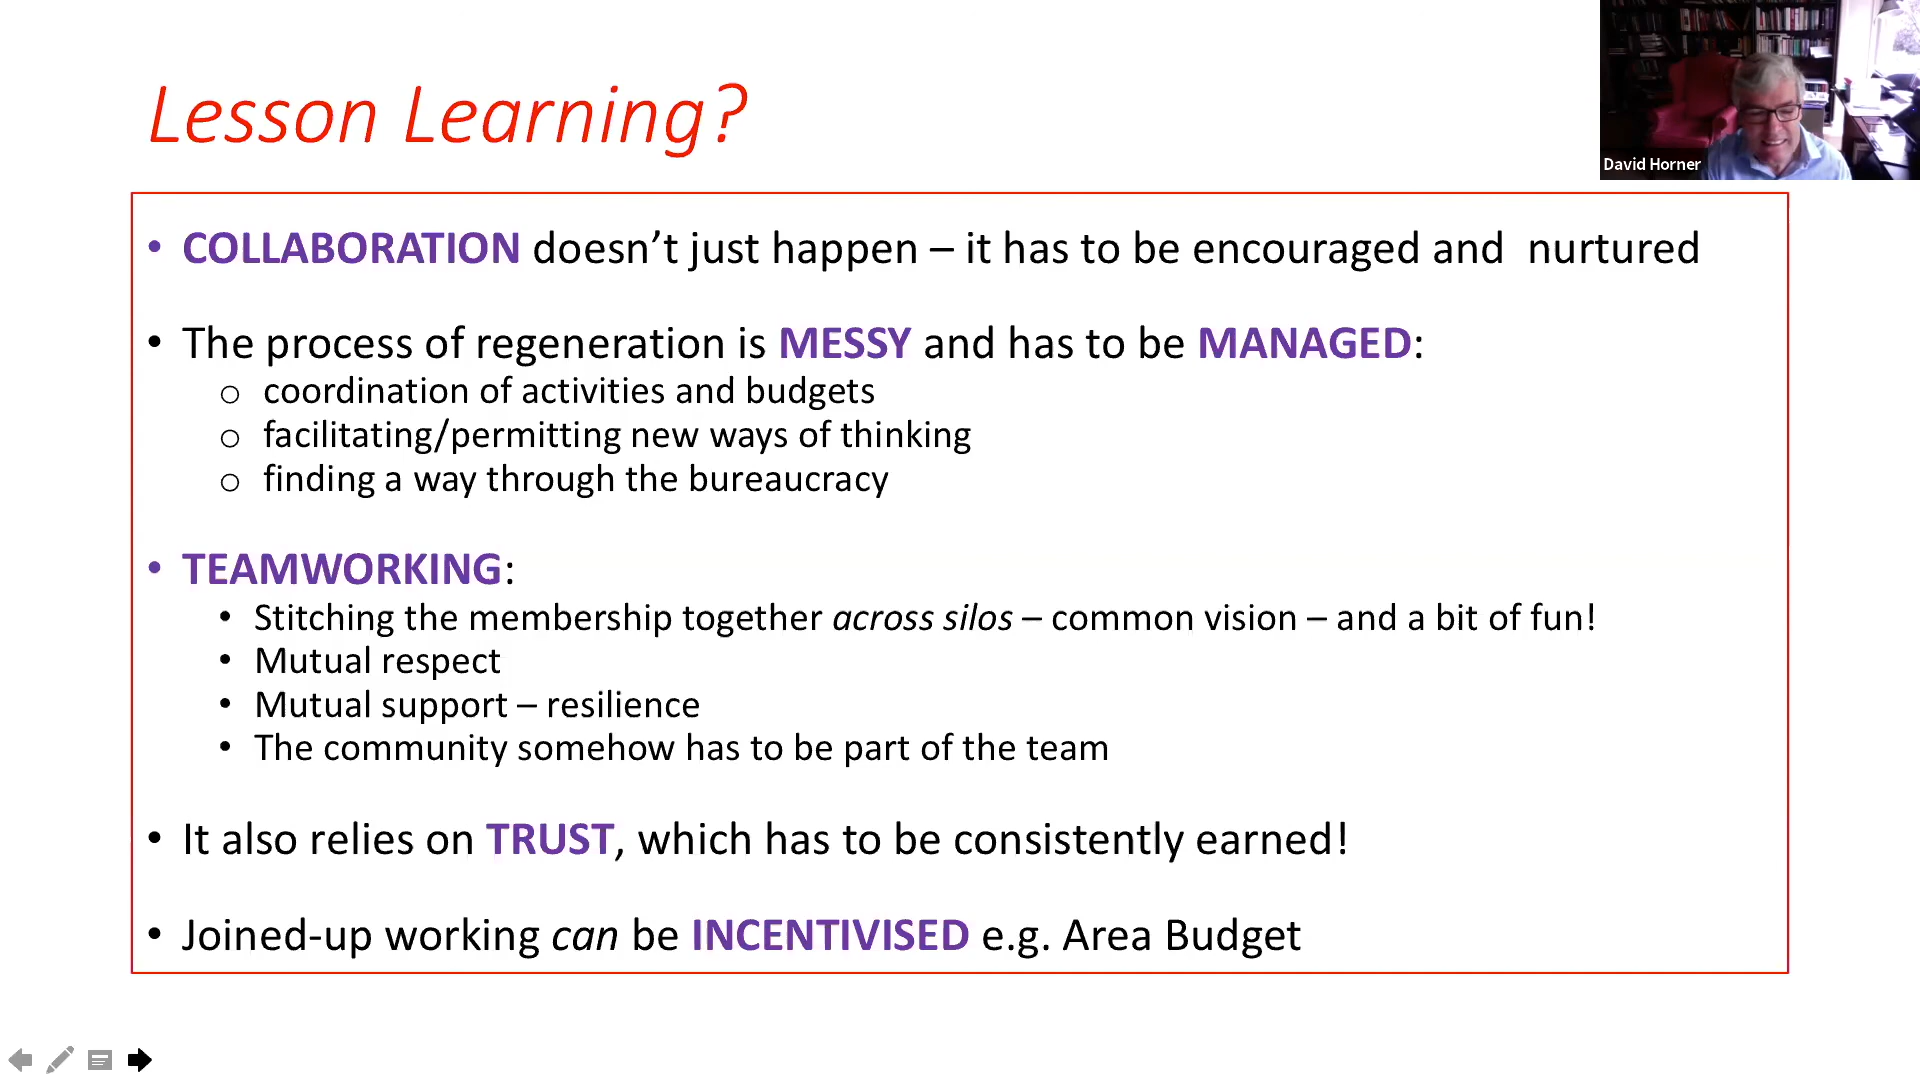 Lesson Learning?
David Horner
• COLLABORATION doesn’t just happen – it has to be encouraged and  nurtured
• The process of regeneration is MESSY and has to be MANAGED:
o coordination of activities and budgets
o facilitating/permitting new ways of thinking
o finding a way through the bureaucracy
• TEAMWORKING:
• Stitching the membership together across silos – common vision – and a bit of fun!
• Mutual respect
• Mutual support – resilience
• The community somehow has to be part of the team
• It also relies on TRUST, which has to be consistently earned!
• Joined-up working can be INCENTIVISED e.g. Area Budget